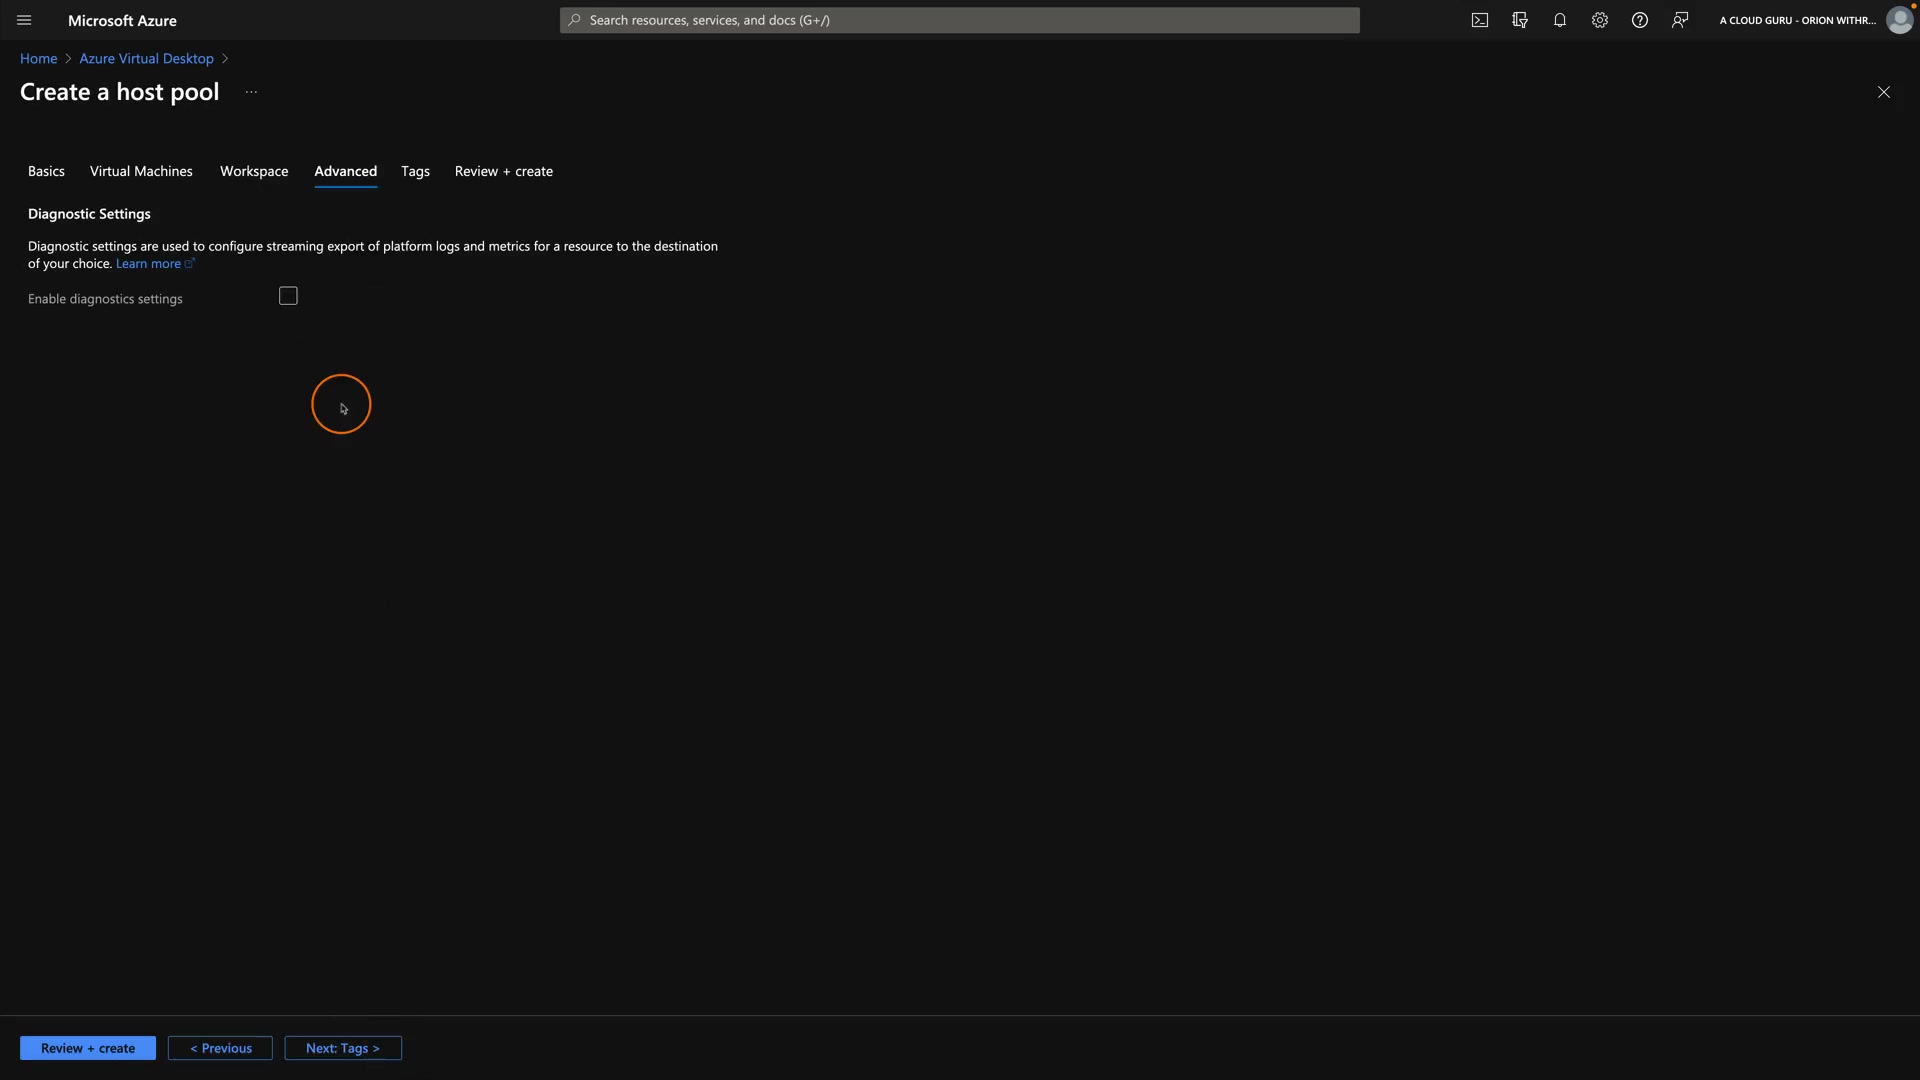 Microsoft Azure
Search resources, services, and docs (G+/)
A CLOUD GURU - ORION WITHR...
Home > Azure Virtual Desktop >
Create a host pool ...
Basics Virtual Machines Workspace Advanced Tags Review + create
Diagnostic Settings
Diagnostic settings are used to configure streaming export of platform logs and metrics for a resource to the destination
of your choice. Learn more
Enable diagnostics settings
Review + create < Previous Next: Tags >